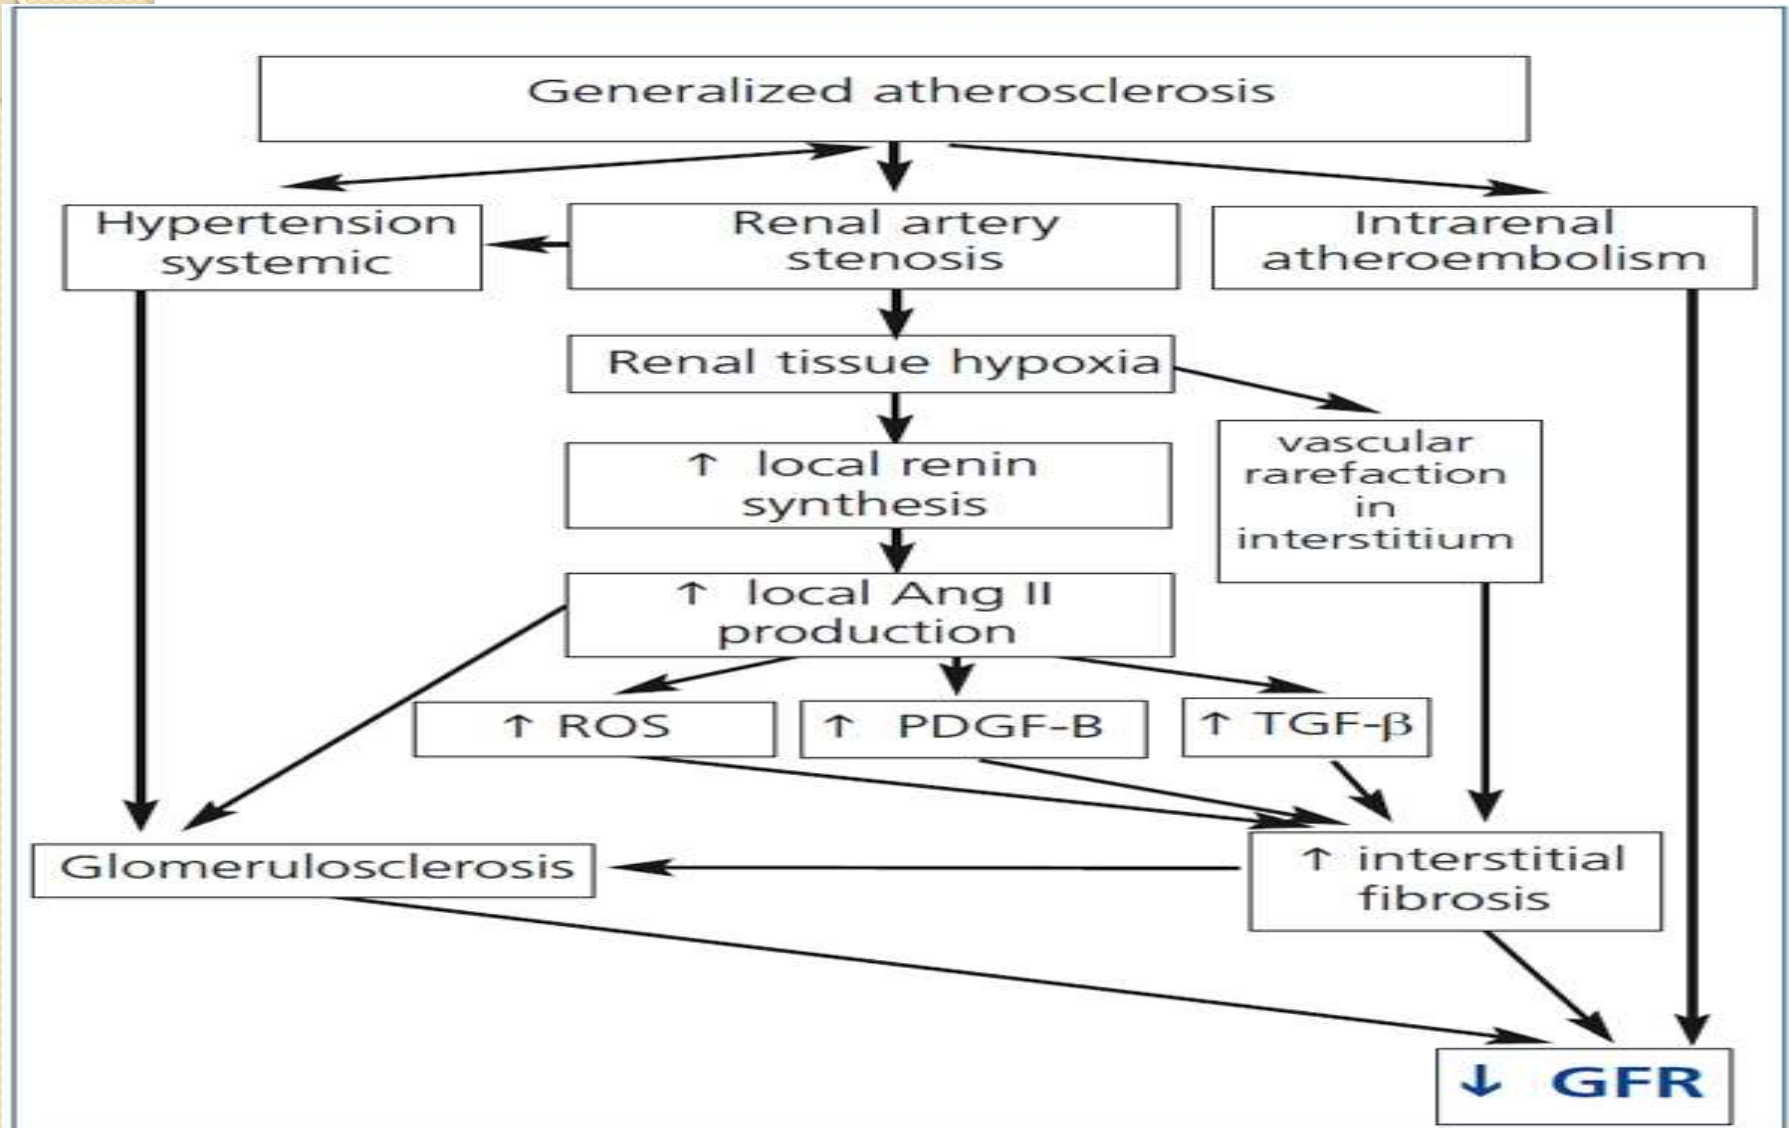 Generalized atherosclerosis
Hypertension
systemic
Renal artery
stenosis
Intrarenal
atheroembolism
Renal tissue hypoxia
↑ local renin
synthesis
vascular
rarefaction
in
interstitium
↑ local Ang II
production
↑ ROS
↑ PDGF-B
↑ TGF-β
Glomerulosclerosis
↑ interstitial
fibrosis
↓ GFR